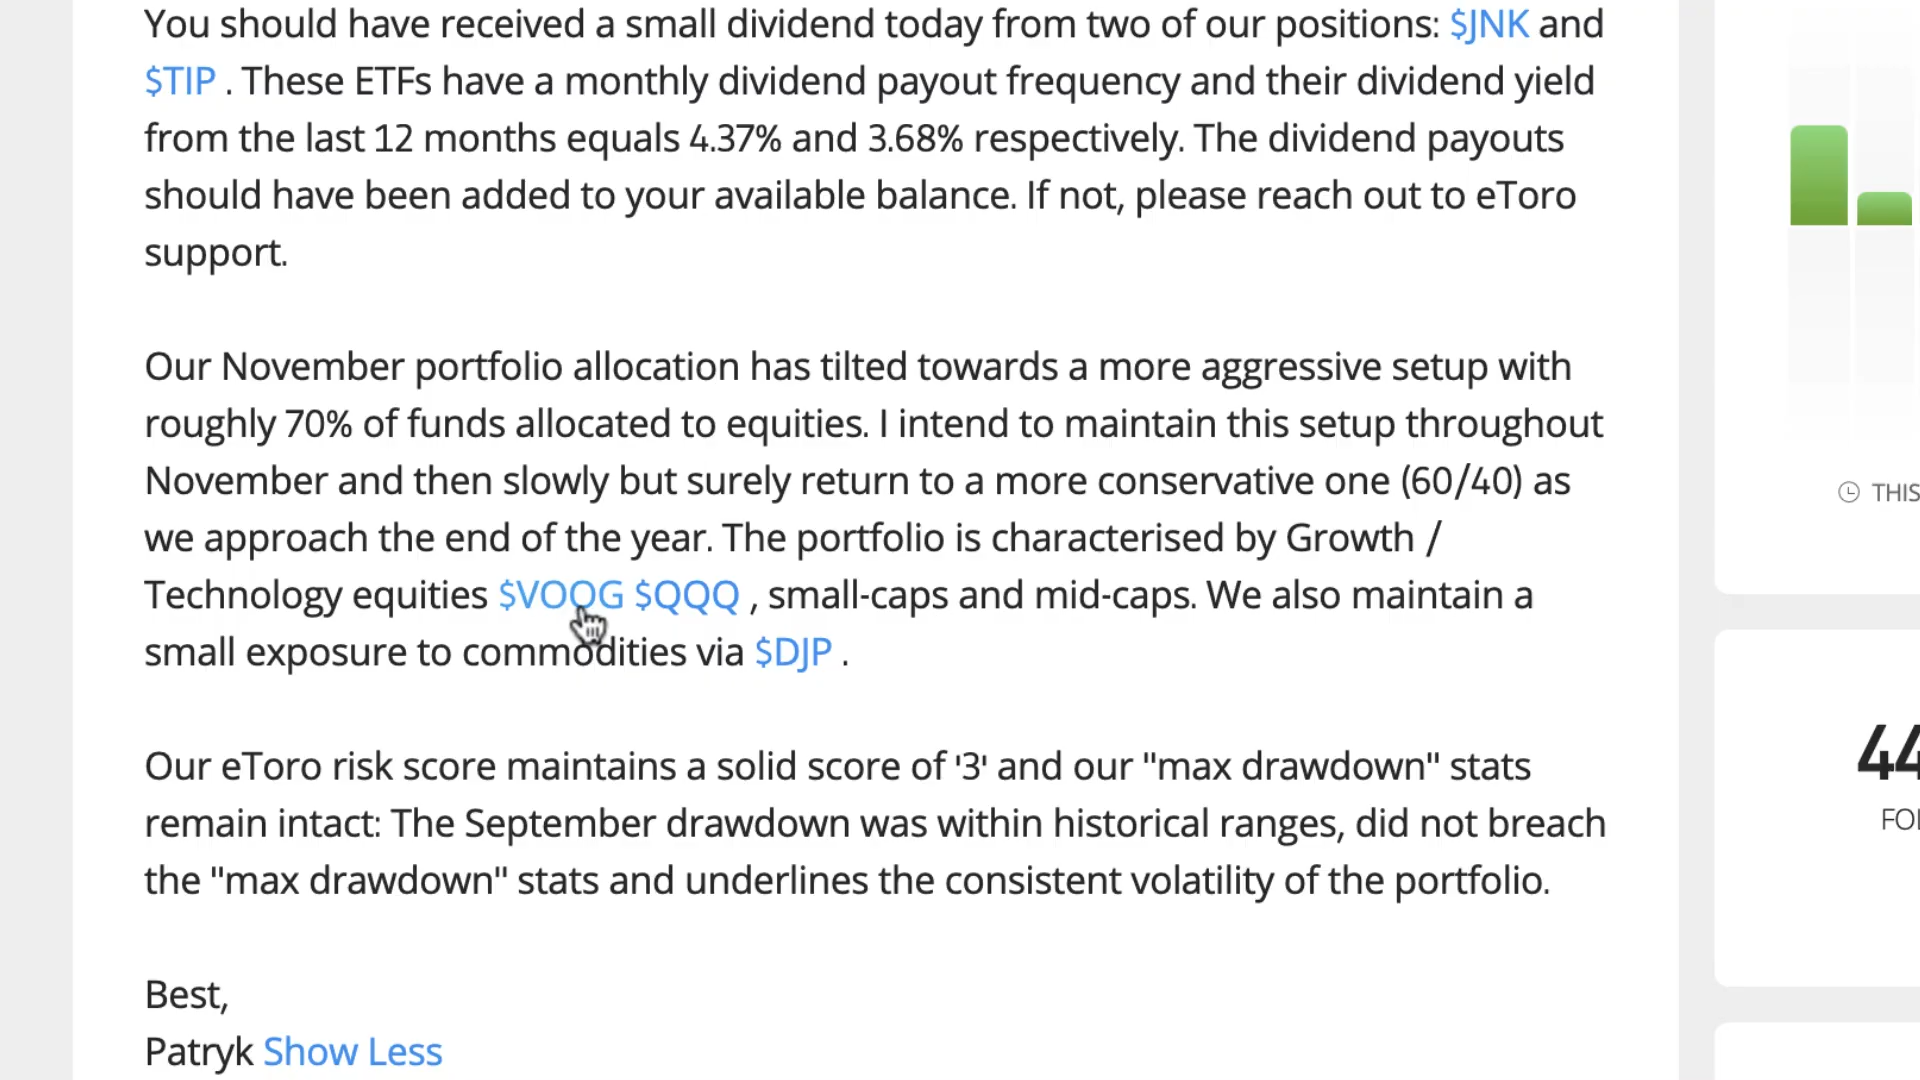 You should have received a small dividend today from two of our positions: $JNK and
$TIP . These ETFs have a monthly dividend payout frequency and their dividend yield
from the last 12 months equals 4.37% and 3.68% respectively. The dividend payouts
should have been added to your available balance. If not, please reach out to eToro
support.
Our November portfolio allocation has tilted towards a more aggressive setup with
roughly 70% of funds allocated to equities. I intend to maintain this setup throughout
November and then slowly but surely return to a more conservative one (60/40) as
we approach the end of the year. The portfolio is characterised by Growth /
Technology equities $VOOG $QQQ , small-caps and mid-caps. We also maintain a
small exposure to commodities via $DJP .
Our eToro risk score maintains a solid score of '3' and our "max drawdown" stats
remain intact: The September drawdown was within historical ranges, did not breach
the "max drawdown" stats and underlines the consistent volatility of the portfolio.
Best,
Patryk Show Less
THIS
44